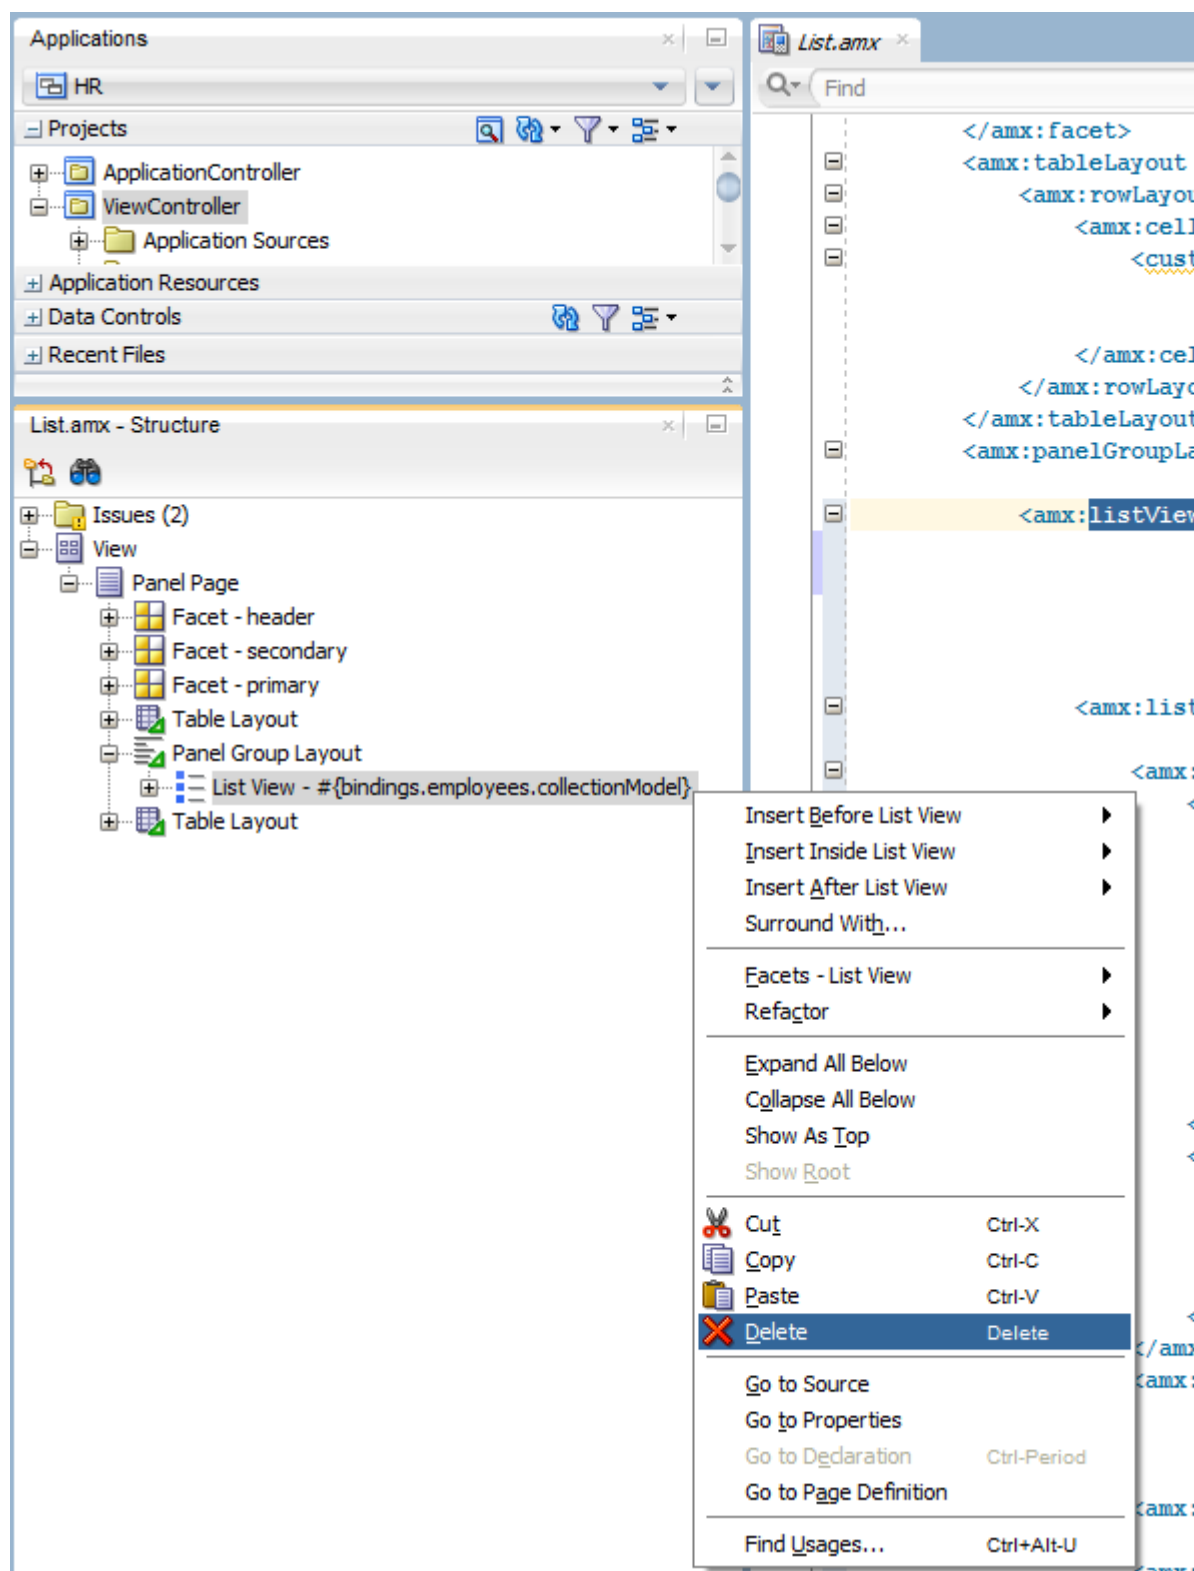 Applications
HR
Projects
ApplicationController
ViewController
Application Sources
Application Resources
Data Controls
Recent Files
List.amx - Structure
Issues (2)
View
Panel Page
Facet - header
Facet - secondary
Facet - primary
Table Layout
Panel Group Layout
List View - #{bindings.employees.collectionModel}
Table Layout
List.amx
Find
</amx:facet>
<amx:tableLayout
<amx:rowLayou
<amx:cell
<cust
</amx:cel
</amx:rowLayo
</amx:tableLayout
<amx:panelGroupLa
<amx:listView
<amx:list
<amx:
<
Insert Before List View
Insert Inside List View
Insert After List View
Surround With...
Facets - List View
Refactor
Expand All Below
Collapse All Below
Show As Top
Show Root
<
<
Cut Ctrl-X
Copy Ctrl-C
Paste Ctrl-V
<
Delete Delete
</amx
Go to Source
<amx:
Go to Properties
Go to Declaration Ctrl-Period
Go to Page Definition
<amx:
Find Usages... Ctrl+Alt-U